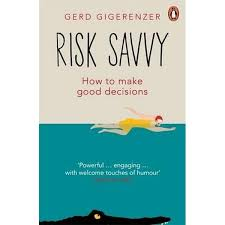 GERD GIGERENZER
RISK SAVVY
How to make
good decisions
'Powerful ... engaging ...
with welcome touches of humour'